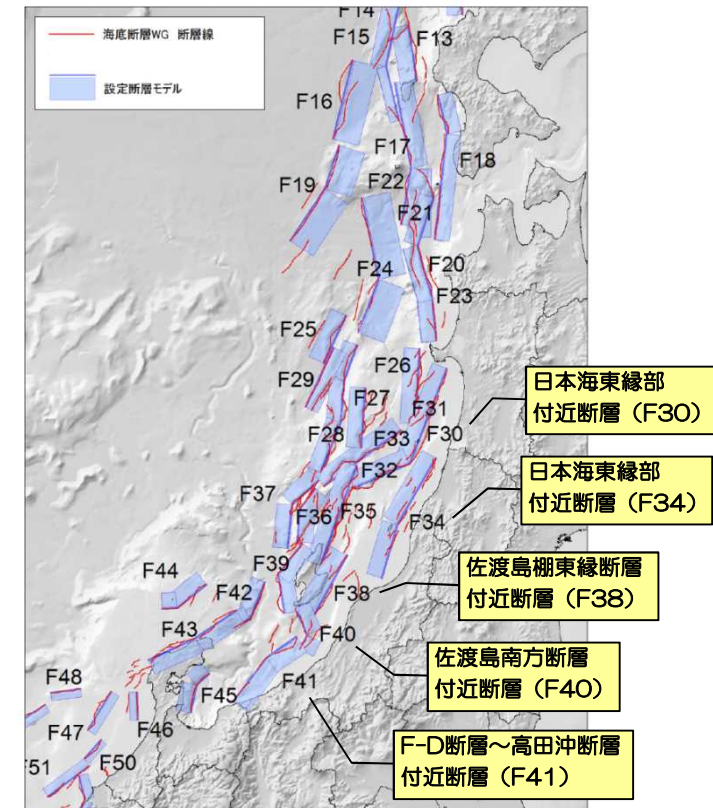 海底断層WG 断層線
設定断層モデル
F14
F15
F13
F16
F17
F18
F19
F22
F21
F24
F20
F23
F25
F26
F29
F27
F31
F28
F33
F30
F32
F37
F36
F35
F34
F39
F38
F44
F42
F43
F40
F45
F41
F48
F47
F46
F50
51
日本海東縁部
付近断層（F30）
日本海東縁部
付近断層（F34）
佐渡島棚東縁断層
付近断層（F38）
佐渡島南方断層
付近断層（F40）
F-D断層～高田沖断層
付近断層（F41）